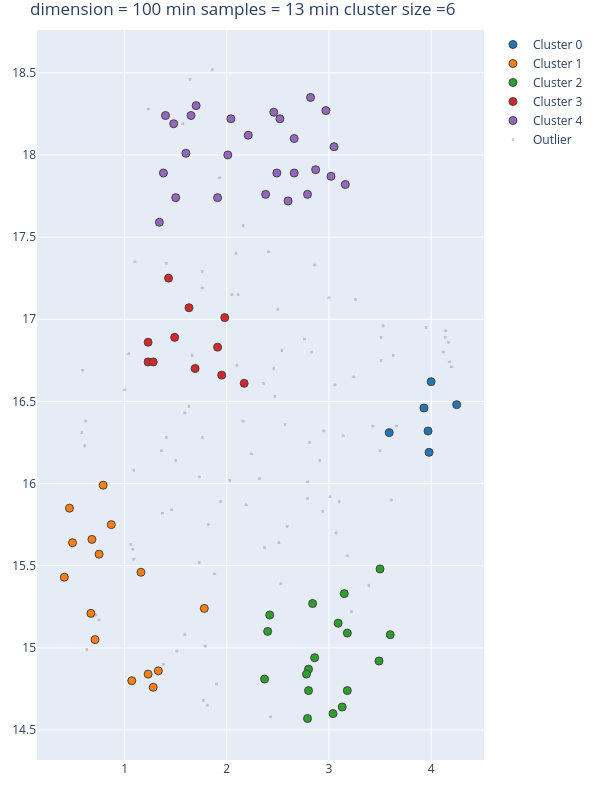 dimension = 100 min samples = 13 min cluster size =6
Cluster 0
Cluster 1
Cluster 2
Cluster 3
Cluster 4
Outlier
18.5
18
17.5
17
16.5
16
15.5
15
14.5
1 2 3 4